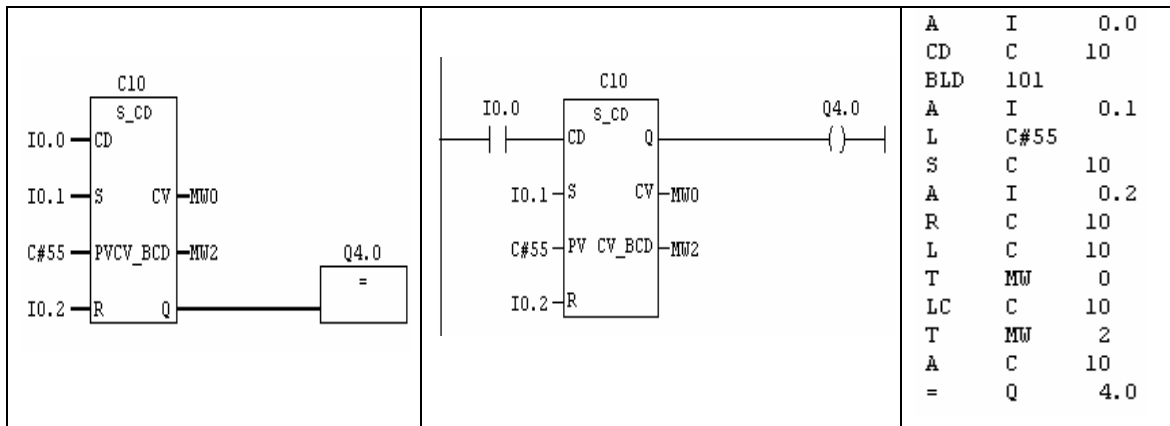 C10
S_CD
I0.0 CD
I0.1 S CV MW0
C#55 PV CV_BCD MW2 Q4.0
=
I0.2 R Q
C10
I0.0 S_CD Q4.0
CD Q ( )
I0.1 S CV MW0
C#55 PV CV_BCD MW2
I0.2 R
A I 0.0
CD C 10
BLD 101
A I 0.1
L C#55
S C 10
A I 0.2
R C 10
L C 10
T MW 0
LC C 10
T MW 2
A C 10
= Q 4.0